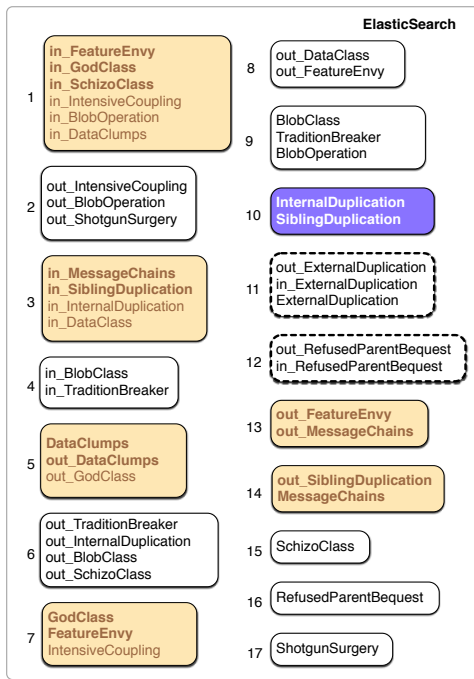 ElasticSearch
1
in_FeatureEnvy
in_GodClass
in_SchizoClass
in_IntensiveCoupling
in_BlobOperation
in_DataClumps
2
out_IntensiveCoupling
out_BlobOperation
out_ShotgunSurgery
3
in_MessageChains
in_SiblingDuplication
in_InternalDuplication
in_DataClass
4
in_BlobClass
in_TraditionBreaker
5
DataClumps
out_DataClumps
out_GodClass
6
out_TraditionBreaker
out_InternalDuplication
out_BlobClass
out_SchizoClass
7
GodClass
FeatureEnvy
IntensiveCoupling
8
out_DataClass
out_FeatureEnvy
9
BlobClass
TraditionBreaker
BlobOperation
10
InternalDuplication
SiblingDuplication
11
out_ExternalDuplication
in_ExternalDuplication
ExternalDuplication
12
out_RefusedParentBequest
in_RefusedParentBequest
13
out_FeatureEnvy
out_MessageChains
14
out_SiblingDuplication
MessageChains
15
SchizoClass
16
RefusedParentBequest
17
ShotgunSurgery